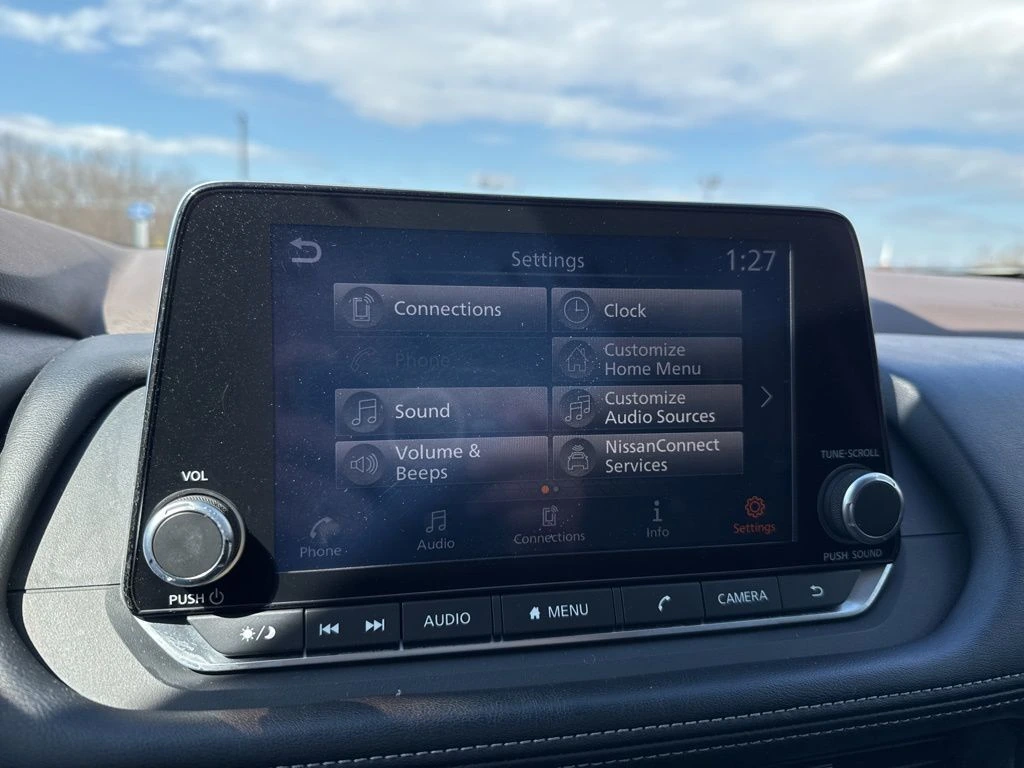 Settings
1:27
Connections
Clock
Phone
Customize
Home Menu
Sound
Customize
Audio Sources
Volume &
Beeps
NissanConnect
Services
Phone
Audio
Connections
Info
Settings
VOL
PUSH
TUNE·SCROLL
PUSH SOUND
AUDIO
MENU
CAMERA